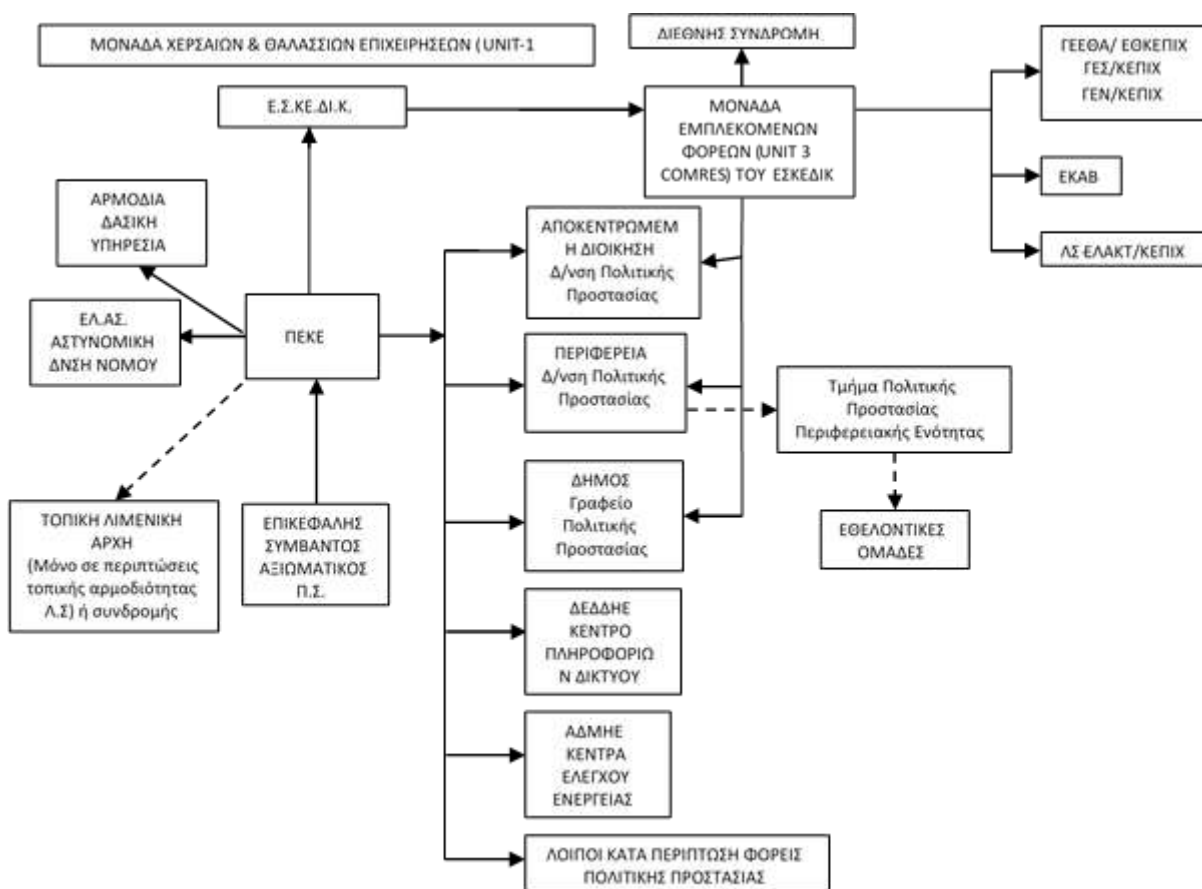 ΜΟΝΑΔΑ ΧΕΡΣΑΙΩΝ & ΘΑΛΑΣΣΙΩΝ ΕΠΙΧΕΙΡΗΣΕΩΝ ( UNIT-1
ΔΙΕΘΝΗΣ ΣΥΝΔΡΟΜΗ
ΓΕΕΘΑ/ ΕΘΚΕΠΙΧ
ΓΕΣ/ΚΕΠΙΧ
ΓΕΝ/ΚΕΠΙΧ
Ε.Σ.ΚΕ.ΔΙ.Κ.
ΜΟΝΑΔΑ
ΕΜΠΛΕΚΟΜΕΝΩΝ
ΦΟΡΕΩΝ (UNIT 3
COMRES) ΤΟΥ ΕΣΚΕΔΙΚ
ΕΚΑΒ
ΛΣ-ΕΛΑΚΤ/ΚΕΠΙΧ
ΑΡΜΟΔΙΑ
ΔΑΣΙΚΗ
ΥΠΗΡΕΣΙΑ
ΑΠΟΚΕΝΤΡΩΜΕΜ
Η ΔΙΟΙΚΗΣΗ
Δ/νση Πολιτικής
Προστασίας
ΕΛ.ΑΣ.
ΑΣΤΥΝΟΜΙΚΗ
ΔΝΣΗ ΝΟΜΟΥ
ΠΕΚΕ
ΠΕΡΙΦΕΡΕΙΑ
Δ/νση Πολιτικής
Προστασίας
Τμήμα Πολιτικής
Προστασίας
Περιφερειακής Ενότητας
ΤΟΠΙΚΗ ΛΙΜΕΝΙΚΗ
ΑΡΧΗ
(Μόνο σε περιπτώσεις
τοπικής αρμοδιότητας
Λ.Σ) ή συνδρομής
ΕΠΙΚΕΦΑΛΗΣ
ΣΥΜΒΑΝΤΟΣ
ΑΞΙΩΜΑΤΙΚΟΣ
Π.Σ.
ΔΗΜΟΣ
Γραφείο
Πολιτικής
Προστασίας
ΕΘΕΛΟΝΤΙΚΕΣ
ΟΜΑΔΕΣ
ΔΕΔΔΗΕ
ΚΕΝΤΡΟ
ΠΛΗΡΟΦΟΡΙΩ
Ν ΔΙΚΤΥΟΥ
ΑΔΜΗΕ
ΚΕΝΤΡΑ
ΕΛΕΓΧΟΥ
ΕΝΕΡΓΕΙΑΣ
ΛΟΙΠΟΙ ΚΑΤΑ ΠΕΡΙΠΤΩΣΗ ΦΟΡΕΙΣ
ΠΟΛΙΤΙΚΗΣ ΠΡΟΣΤΑΣΙΑΣ